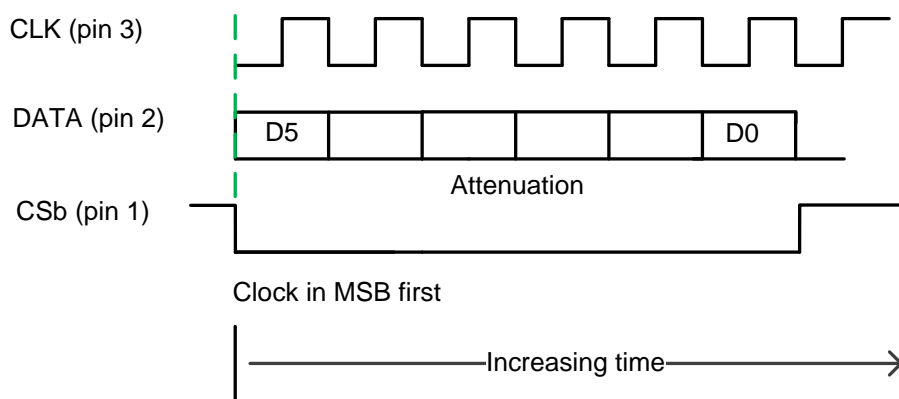 CLK (pin 3)
DATA (pin 2)
D5
D0
Attenuation
CSb (pin 1)
Clock in MSB first
Increasing time